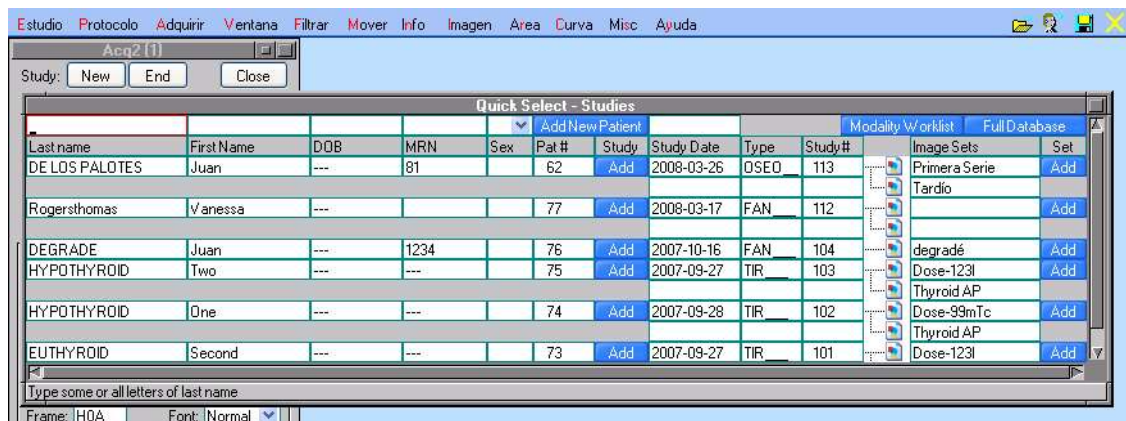 Estudio Protocolo Adquirir Ventana Filtrar Mover Info Imagen Area Curva Misc Ayuda
Acq2 [1]
Study: New End Close
Quick Select - Studies
Add New Patient Modality Worklist Full Database
Last name First Name DOB MRN Sex Pat # Study Study Date Type Study# Image Sets Set
DE LOS PALOTES Juan --- 81 62 Add 2008-03-26 OSEO__ 113 Primera Serie Add
Tardío
Rogersthomas Vanessa --- 77 Add 2008-03-17 FAN___ 112 Add
DEGRADE Juan --- 1234 76 Add 2007-10-16 FAN___ 104 degradé Add
HYPOTHYROID Two --- --- 75 Add 2007-09-27 TIR___ 103 Dose-123I Add
Thyroid AP
HYPOTHYROID One --- --- 74 Add 2007-09-28 TIR___ 102 Dose-99mTc Add
Thyroid AP
EUTHYROID Second --- --- 73 Add 2007-09-27 TIR___ 101 Dose-123I Add
Type some or all letters of last name
Frame: H0A Font: Normal